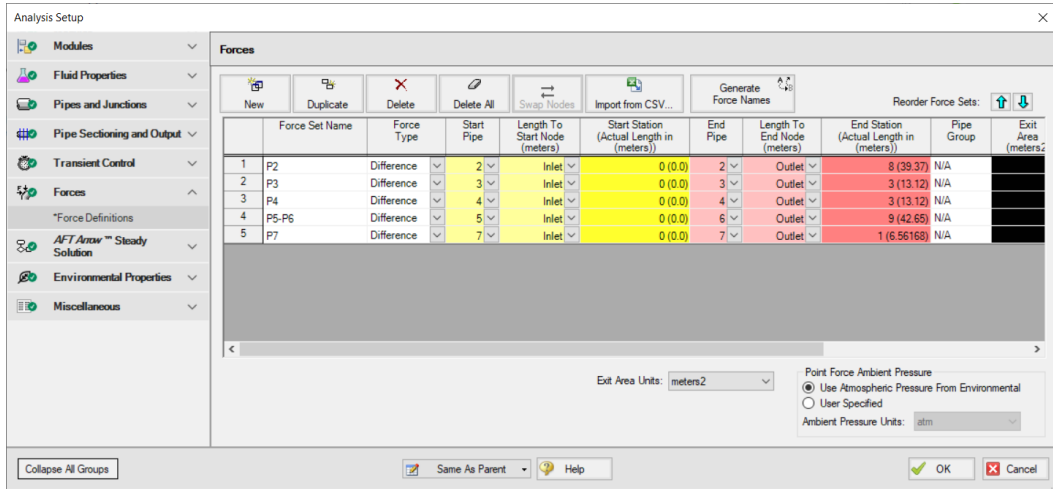 Analysis Setup
Modules
Fluid Properties
Pipes and Junctions
Pipe Sectioning and Output
Transient Control
Forces
*Force Definitions
AFT Arrow ™ Steady
Solution
Environmental Properties
Miscellaneous
Forces
New
Duplicate
Delete
Delete All
Swap Nodes
Import from CSV...
Generate
Force Names
Reorder Force Sets:
Force Set Name
Force
Type
Start
Pipe
Length To
Start Node
(meters)
Start Station
(Actual Length in
(meters))
End
Pipe
Length To
End Node
(meters)
End Station
(Actual Length in
(meters))
Pipe
Group
Exit
Area
(meters2
1 P2 Difference 2 Inlet 0 (0.0) 2 Outlet 8 (39.37) N/A
2 P3 Difference 3 Inlet 0 (0.0) 3 Outlet 3 (13.12) N/A
3 P4 Difference 4 Inlet 0 (0.0) 4 Outlet 3 (13.12) N/A
4 P5-P6 Difference 5 Inlet 0 (0.0) 6 Outlet 9 (42.65) N/A
5 P7 Difference 7 Inlet 0 (0.0) 7 Outlet 1 (6.56168) N/A
Exit Area Units: meters2
Point Force Ambient Pressure
Use Atmospheric Pressure From Environmental
User Specified
Ambient Pressure Units: atm
Collapse All Groups
Same As Parent
Help
OK
Cancel